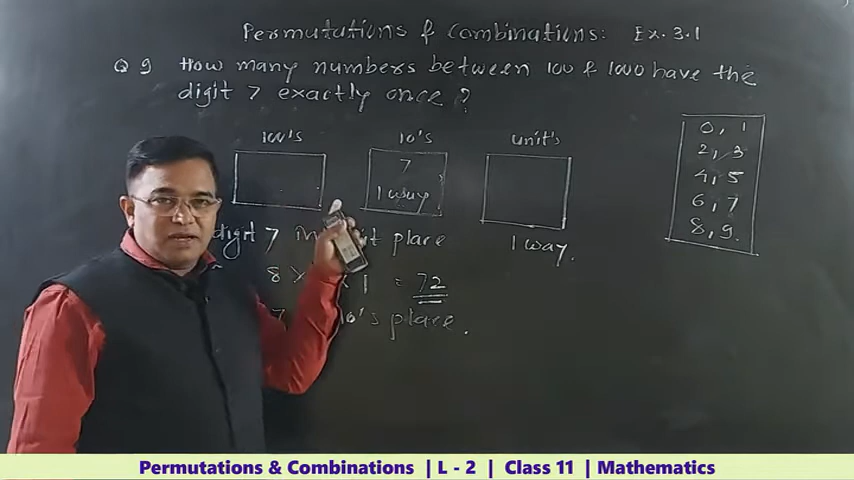 Permutations & Combinations: Ex. 3.1
Q 9 How many numbers between 100 & 1000 have the
digit 7 exactly once ?
100's 10's unit's
7
1 way
0, 1
2, 3
4, 5
6, 7
8, 9.
digit 7 in place
1 way.
8 × × 1 = 72
7 10's place.
Permutations & Combinations | L - 2 | Class 11 | Mathematics